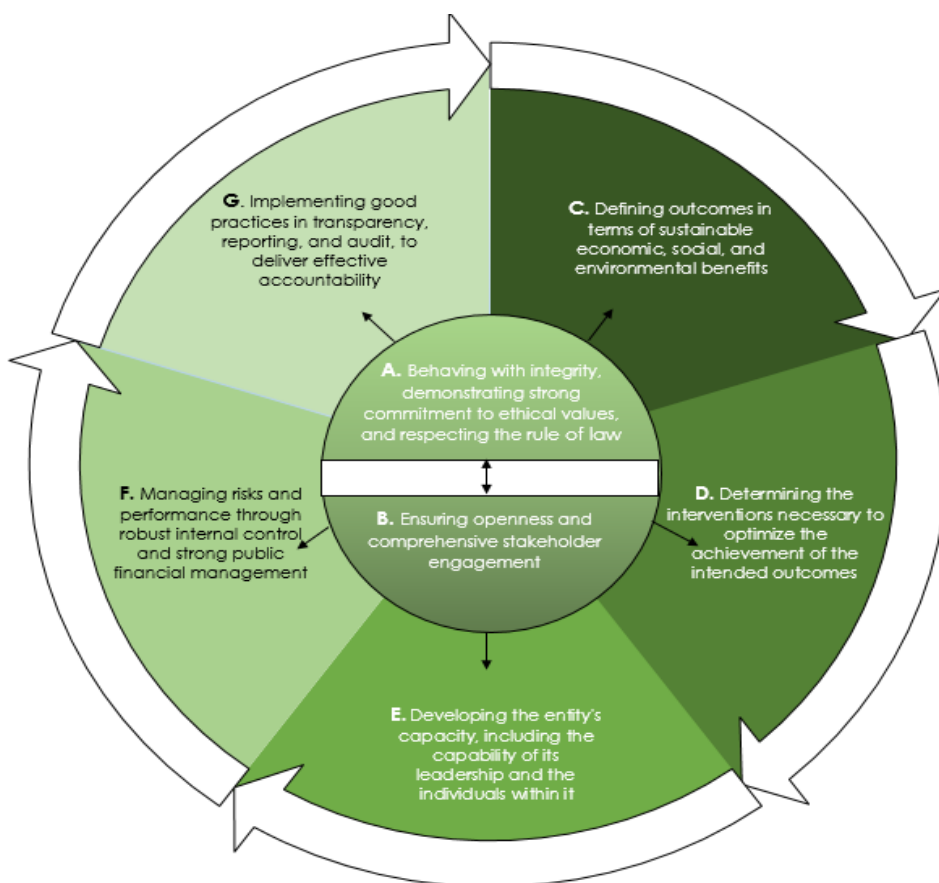 G. Implementing good
practices in transparency,
reporting, and audit, to
deliver effective
accountability
C. Defining outcomes in
terms of sustainable
economic, social, and
environmental benefits
A. Behaving with integrity,
demonstrating strong
commitment to ethical values,
and respecting the rule of law
B. Ensuring openness and
comprehensive stakeholder
engagement
F. Managing risks and
performance through
robust internal control
and strong public
financial management
D. Determining the
interventions necessary to
optimize the
achievement of the
intended outcomes
E. Developing the entity's
capacity, including the
capability of its
leadership and the
individuals within it